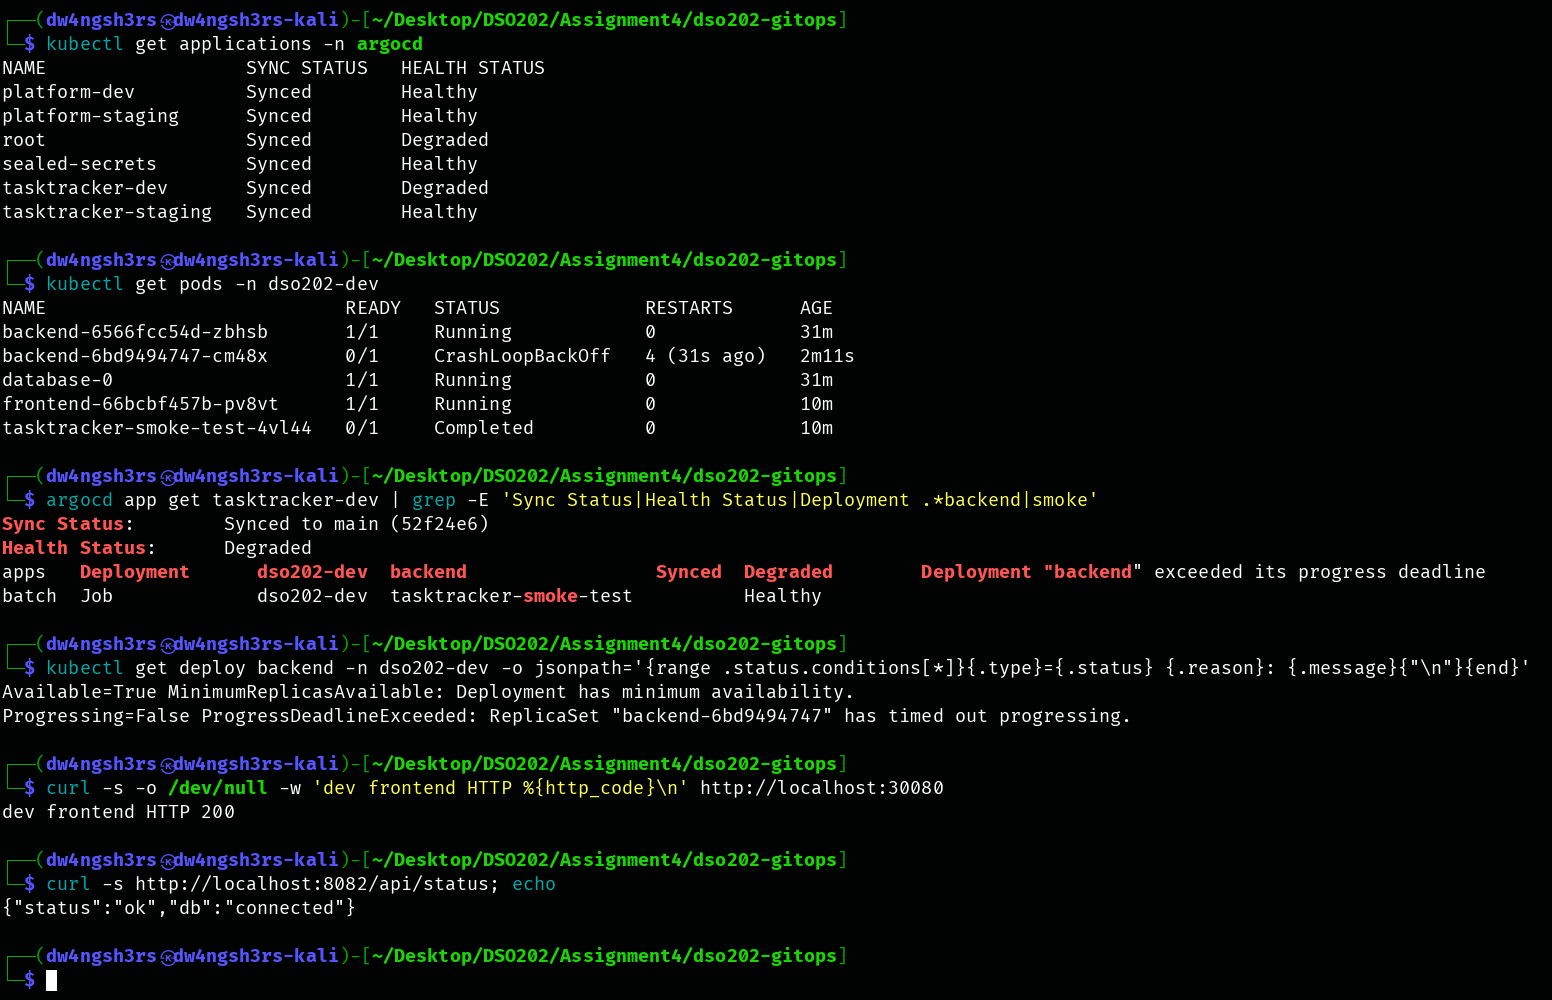 ┌──(dw4ngsh3rs㉿dw4ngsh3rs-kali)-[~/Desktop/DSO202/Assignment4/dso202-gitops]
└─$ kubectl get applications -n argocd
NAME                  SYNC STATUS   HEALTH STATUS
platform-dev          Synced        Healthy
platform-staging      Synced        Healthy
root                  Synced        Degraded
sealed-secrets        Synced        Healthy
tasktracker-dev       Synced        Degraded
tasktracker-staging   Synced        Healthy

┌──(dw4ngsh3rs㉿dw4ngsh3rs-kali)-[~/Desktop/DSO202/Assignment4/dso202-gitops]
└─$ kubectl get pods -n dso202-dev
NAME                           READY   STATUS             RESTARTS      AGE
backend-6566fcc54d-zbhsb       1/1     Running            0             31m
backend-6bd9494747-cm48x       0/1     CrashLoopBackOff   4 (31s ago)   2m11s
database-0                     1/1     Running            0             31m
frontend-66bcbf457b-pv8vt      1/1     Running            0             10m
tasktracker-smoke-test-4vl44   0/1     Completed          0             10m

┌──(dw4ngsh3rs㉿dw4ngsh3rs-kali)-[~/Desktop/DSO202/Assignment4/dso202-gitops]
└─$ argocd app get tasktracker-dev | grep -E 'Sync Status|Health Status|Deployment .*backend|smoke'
Sync Status:        Synced to main (52f24e6)
Health Status:      Degraded
apps   Deployment      dso202-dev  backend                 Synced  Degraded        Deployment "backend" exceeded its progress deadline
batch  Job             dso202-dev  tasktracker-smoke-test          Healthy

┌──(dw4ngsh3rs㉿dw4ngsh3rs-kali)-[~/Desktop/DSO202/Assignment4/dso202-gitops]
└─$ kubectl get deploy backend -n dso202-dev -o jsonpath='{range .status.conditions[*]}{.type}={.status} {.reason}: {.message}{"\n"}{end}'
Available=True MinimumReplicasAvailable: Deployment has minimum availability.
Progressing=False ProgressDeadlineExceeded: ReplicaSet "backend-6bd9494747" has timed out progressing.

┌──(dw4ngsh3rs㉿dw4ngsh3rs-kali)-[~/Desktop/DSO202/Assignment4/dso202-gitops]
└─$ curl -s -o /dev/null -w 'dev frontend HTTP %{http_code}\n' http://localhost:30080
dev frontend HTTP 200

┌──(dw4ngsh3rs㉿dw4ngsh3rs-kali)-[~/Desktop/DSO202/Assignment4/dso202-gitops]
└─$ curl -s http://localhost:8082/api/status; echo
{"status":"ok","db":"connected"}

┌──(dw4ngsh3rs㉿dw4ngsh3rs-kali)-[~/Desktop/DSO202/Assignment4/dso202-gitops]
└─$